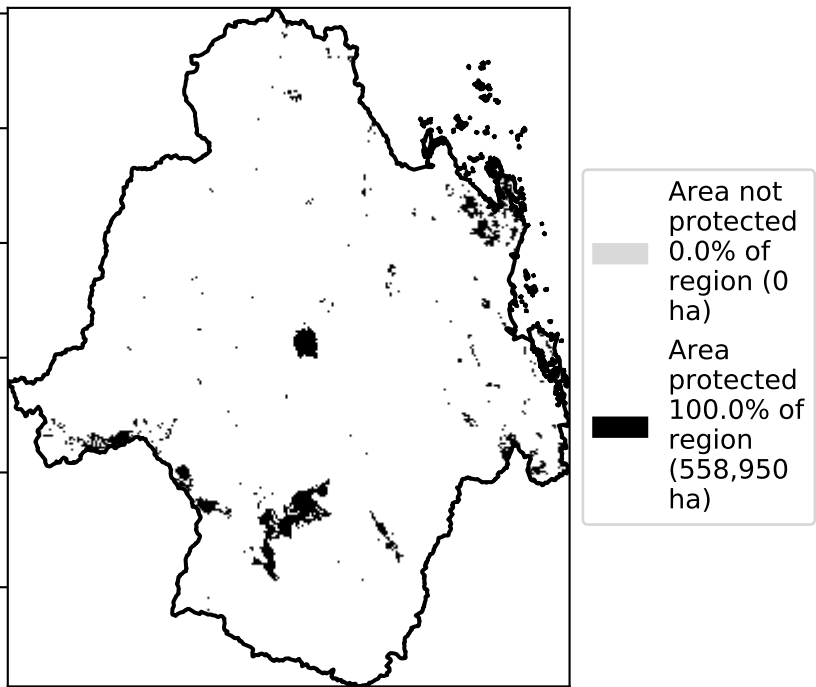 Area not
protected
0.0% of
region (0
ha)
Area
protected
100.0% of
region
(558,950
ha)